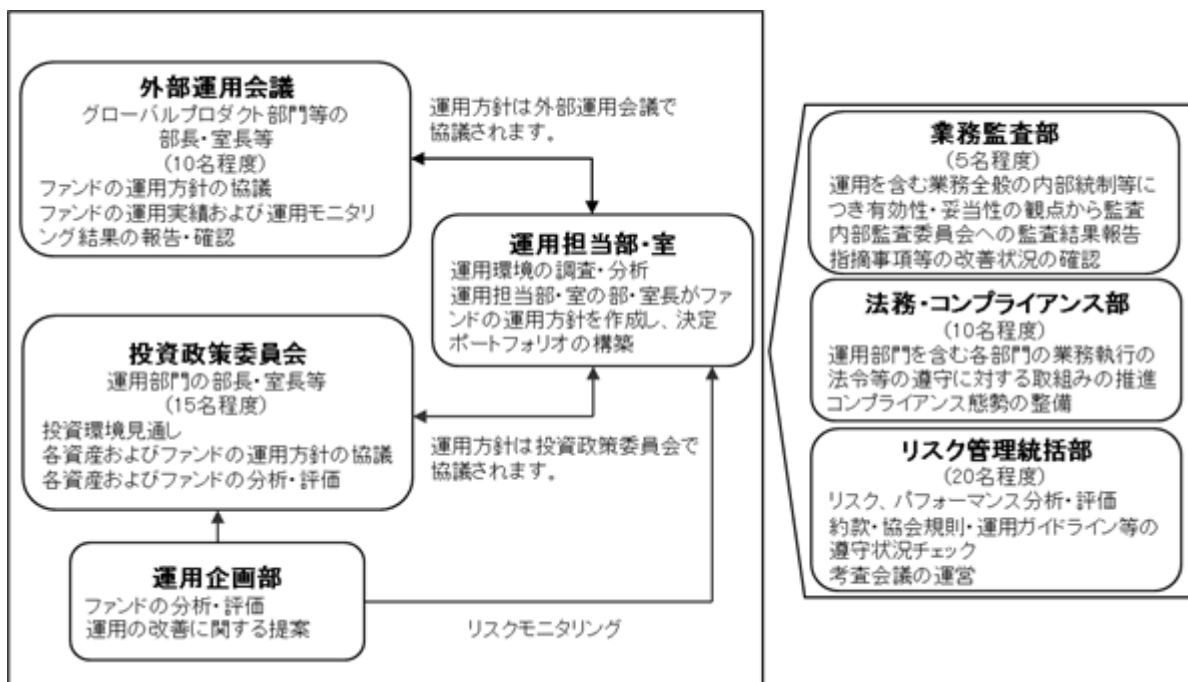 外部運用会議
グローバルプロダクト部門等の
部長・室長等
(10名程度)
ファンドの運用方針の協議
ファンドの運用実績および運用モニタリ
ング結果の報告・確認
運用方針は外部運用会議で
協議されます。
運用担当部・室
運用環境の調査・分析
運用担当部・室の部・室長がファ
ンドの運用方針を作成し、決定
ポートフォリオの構築
投資政策委員会
運用部門の部長・室長等
(15名程度)
投資環境見通し
各資産およびファンドの運用方針の協議
各資産およびファンドの分析・評価
運用方針は投資政策委員会で
協議されます。
運用企画部
ファンドの分析・評価
運用の改善に関する提案
リスクモニタリング
業務監査部
(5名程度)
運用を含む業務全般の内部統制等に
つき有効性・妥当性の観点から監査
内部監査委員会への監査結果報告
指摘事項等の改善状況の確認
法務・コンプライアンス部
(10名程度)
運用部門を含む各部門の業務執行の
法令等の遵守に対する取組みの推進
コンプライアンス態勢の整備
リスク管理統括部
(20名程度)
リスク、パフォーマンス分析・評価
約款・協会規則・運用ガイドライン等の
遵守状況チェック
考査会議の運営